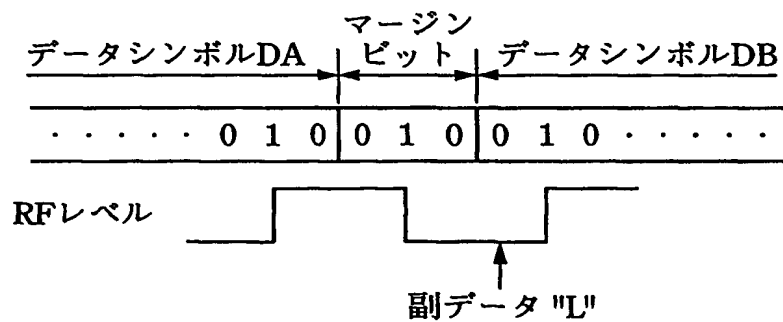 マージン
データシンボルDA ビット データシンボルDB
・・・・・ 0 1 0 0 1 0 0 1 0 ・・・・・
RFレベル
副データ "L"